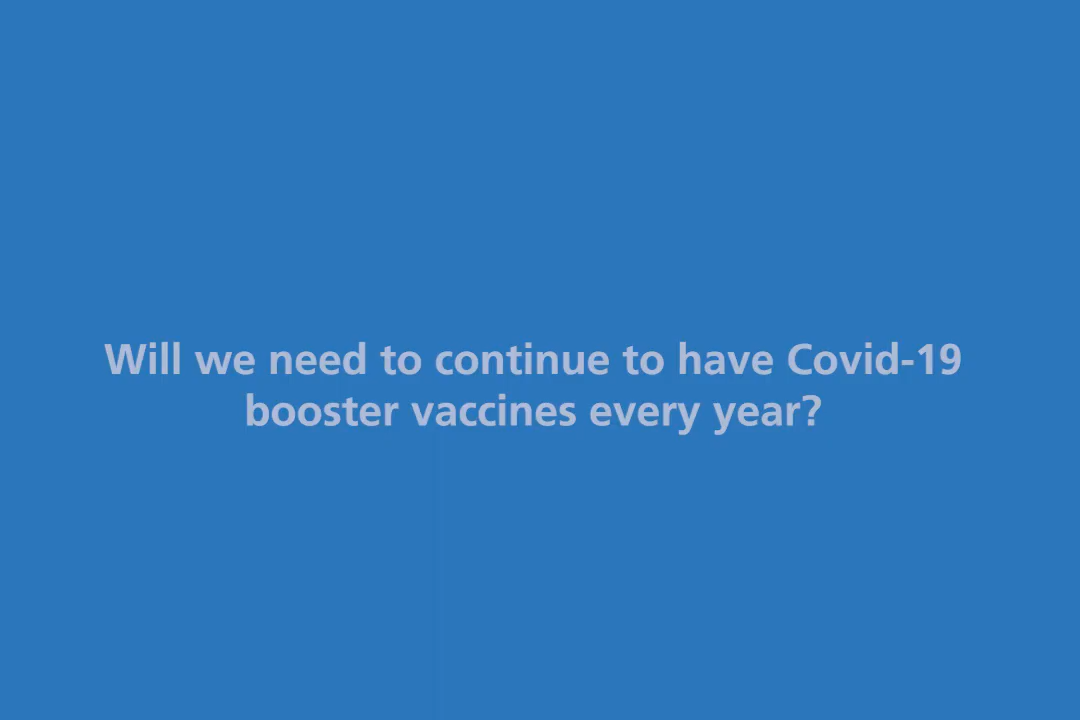 Will we need to continue to have Covid-19
booster vaccines every year?